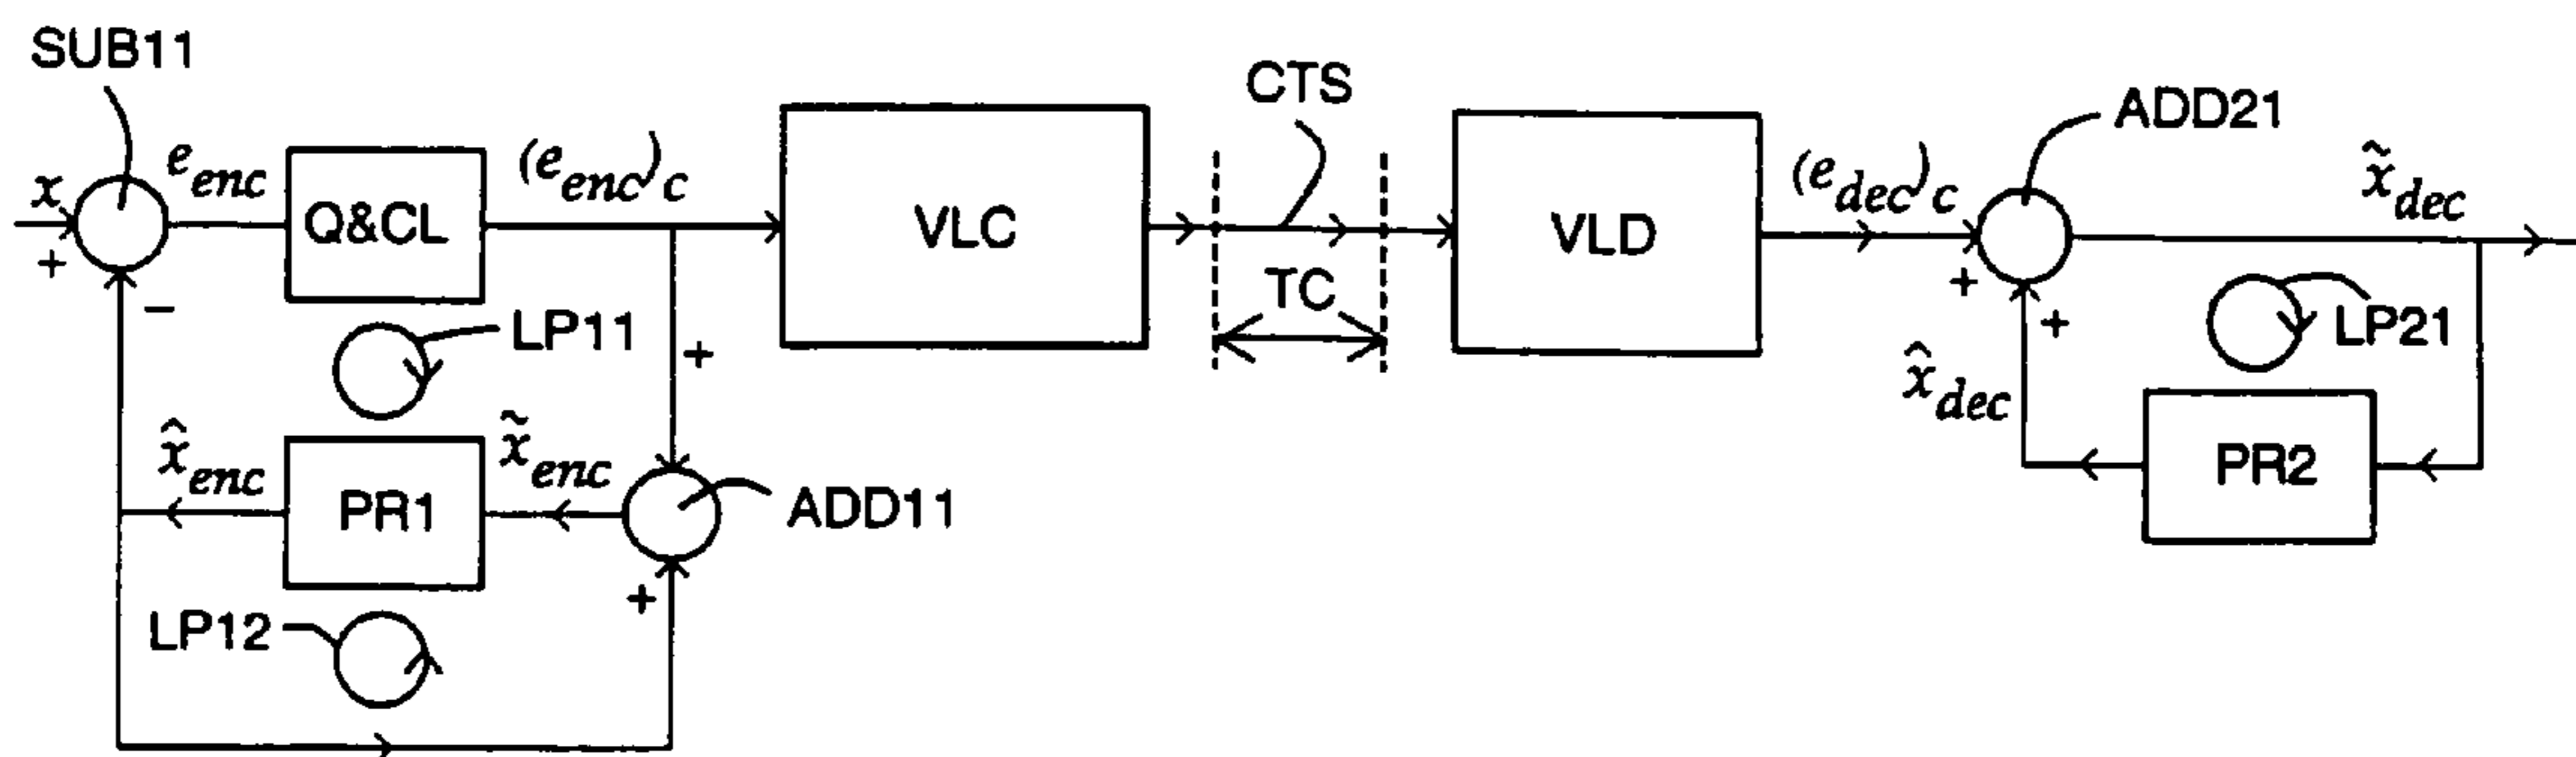 SUB11
CTS
ADD21
x
+
e_enc
Q&CL
(e_enc)_c
VLC
VLD
(e_dec)_c
x̃_dec
−
LP11
+
TC
+
+
LP21
x̂_dec
x̂_enc
PR1
x̃_enc
ADD11
PR2
LP12
+